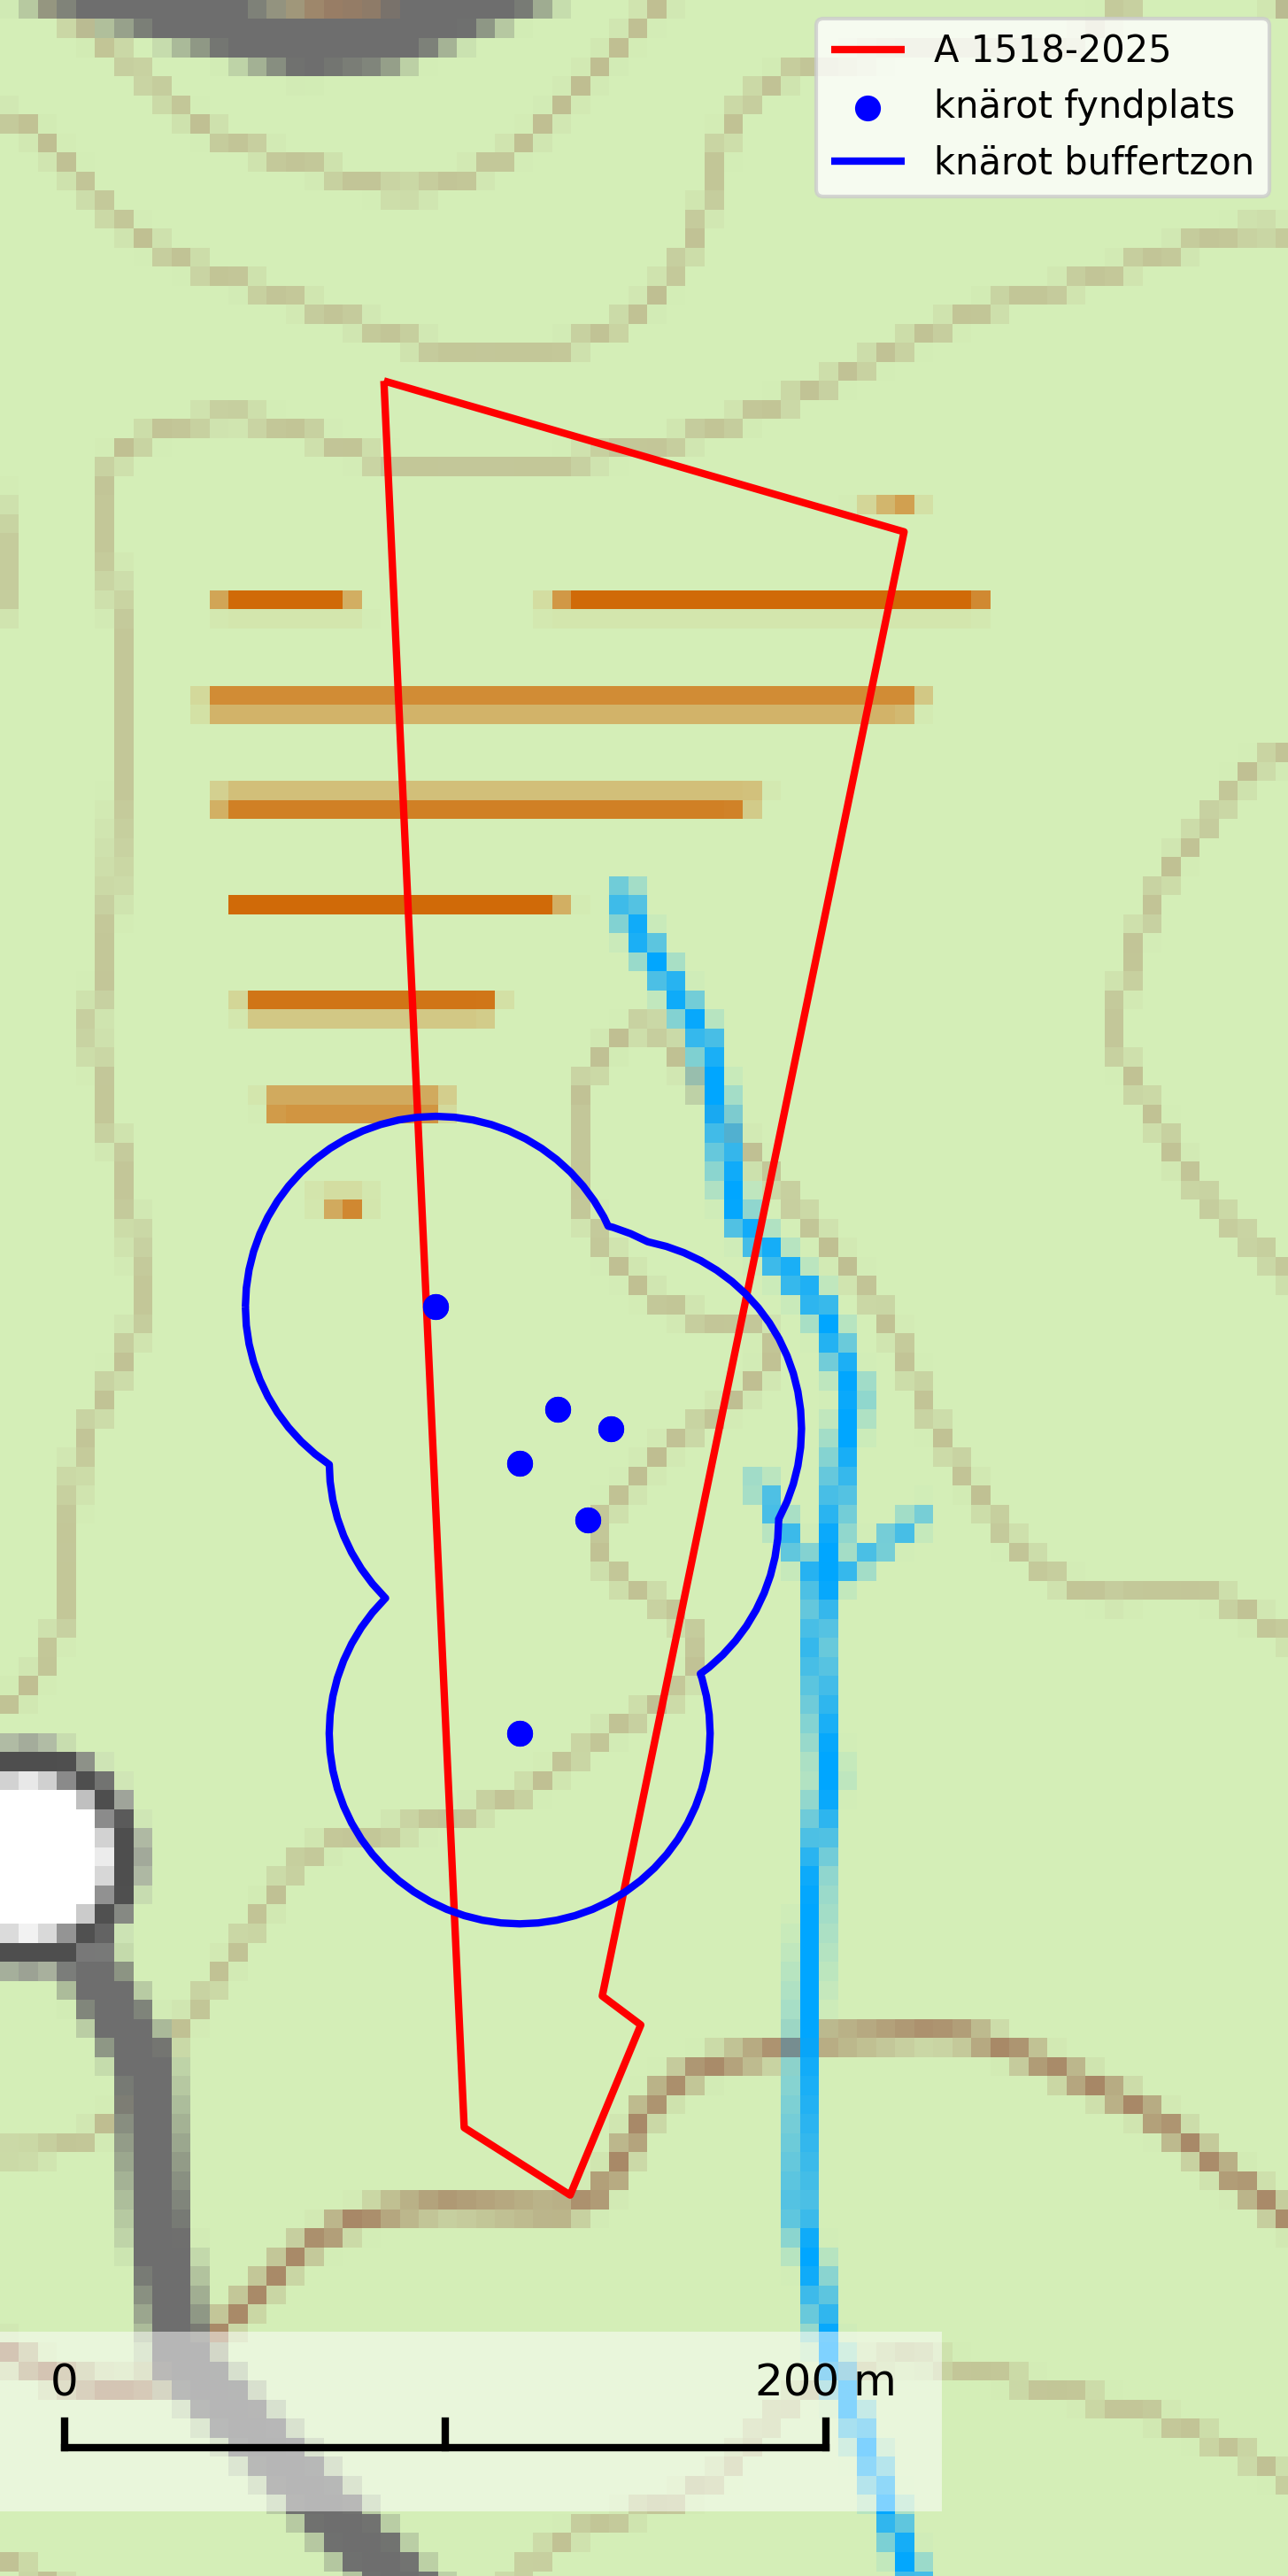 A 1518-2025
knärot fyndplats
knärot buffertzon
0 200 m